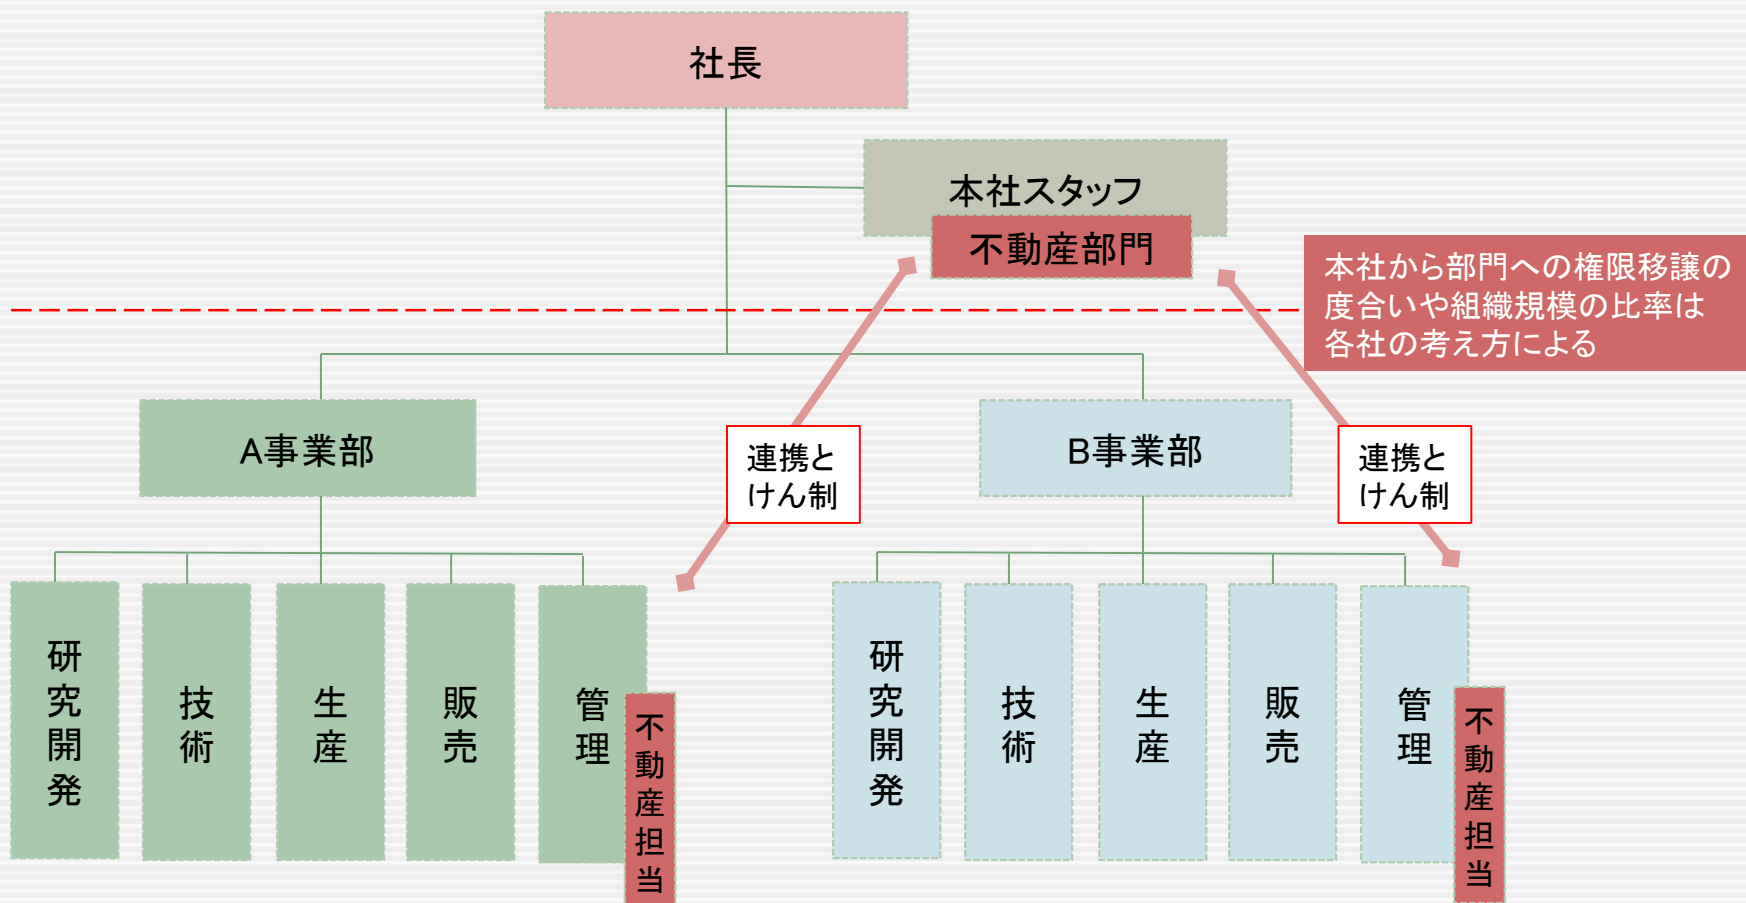 社長
本社スタッフ
不動産部門
本社から部門への権限移譲の
度合いや組織規模の比率は
各社の考え方による
A事業部
連携と
けん制
B事業部
連携と
けん制
研究開発
技術
生産
販売
管理
不動産担当
研究開発
技術
生産
販売
管理
不動産担当